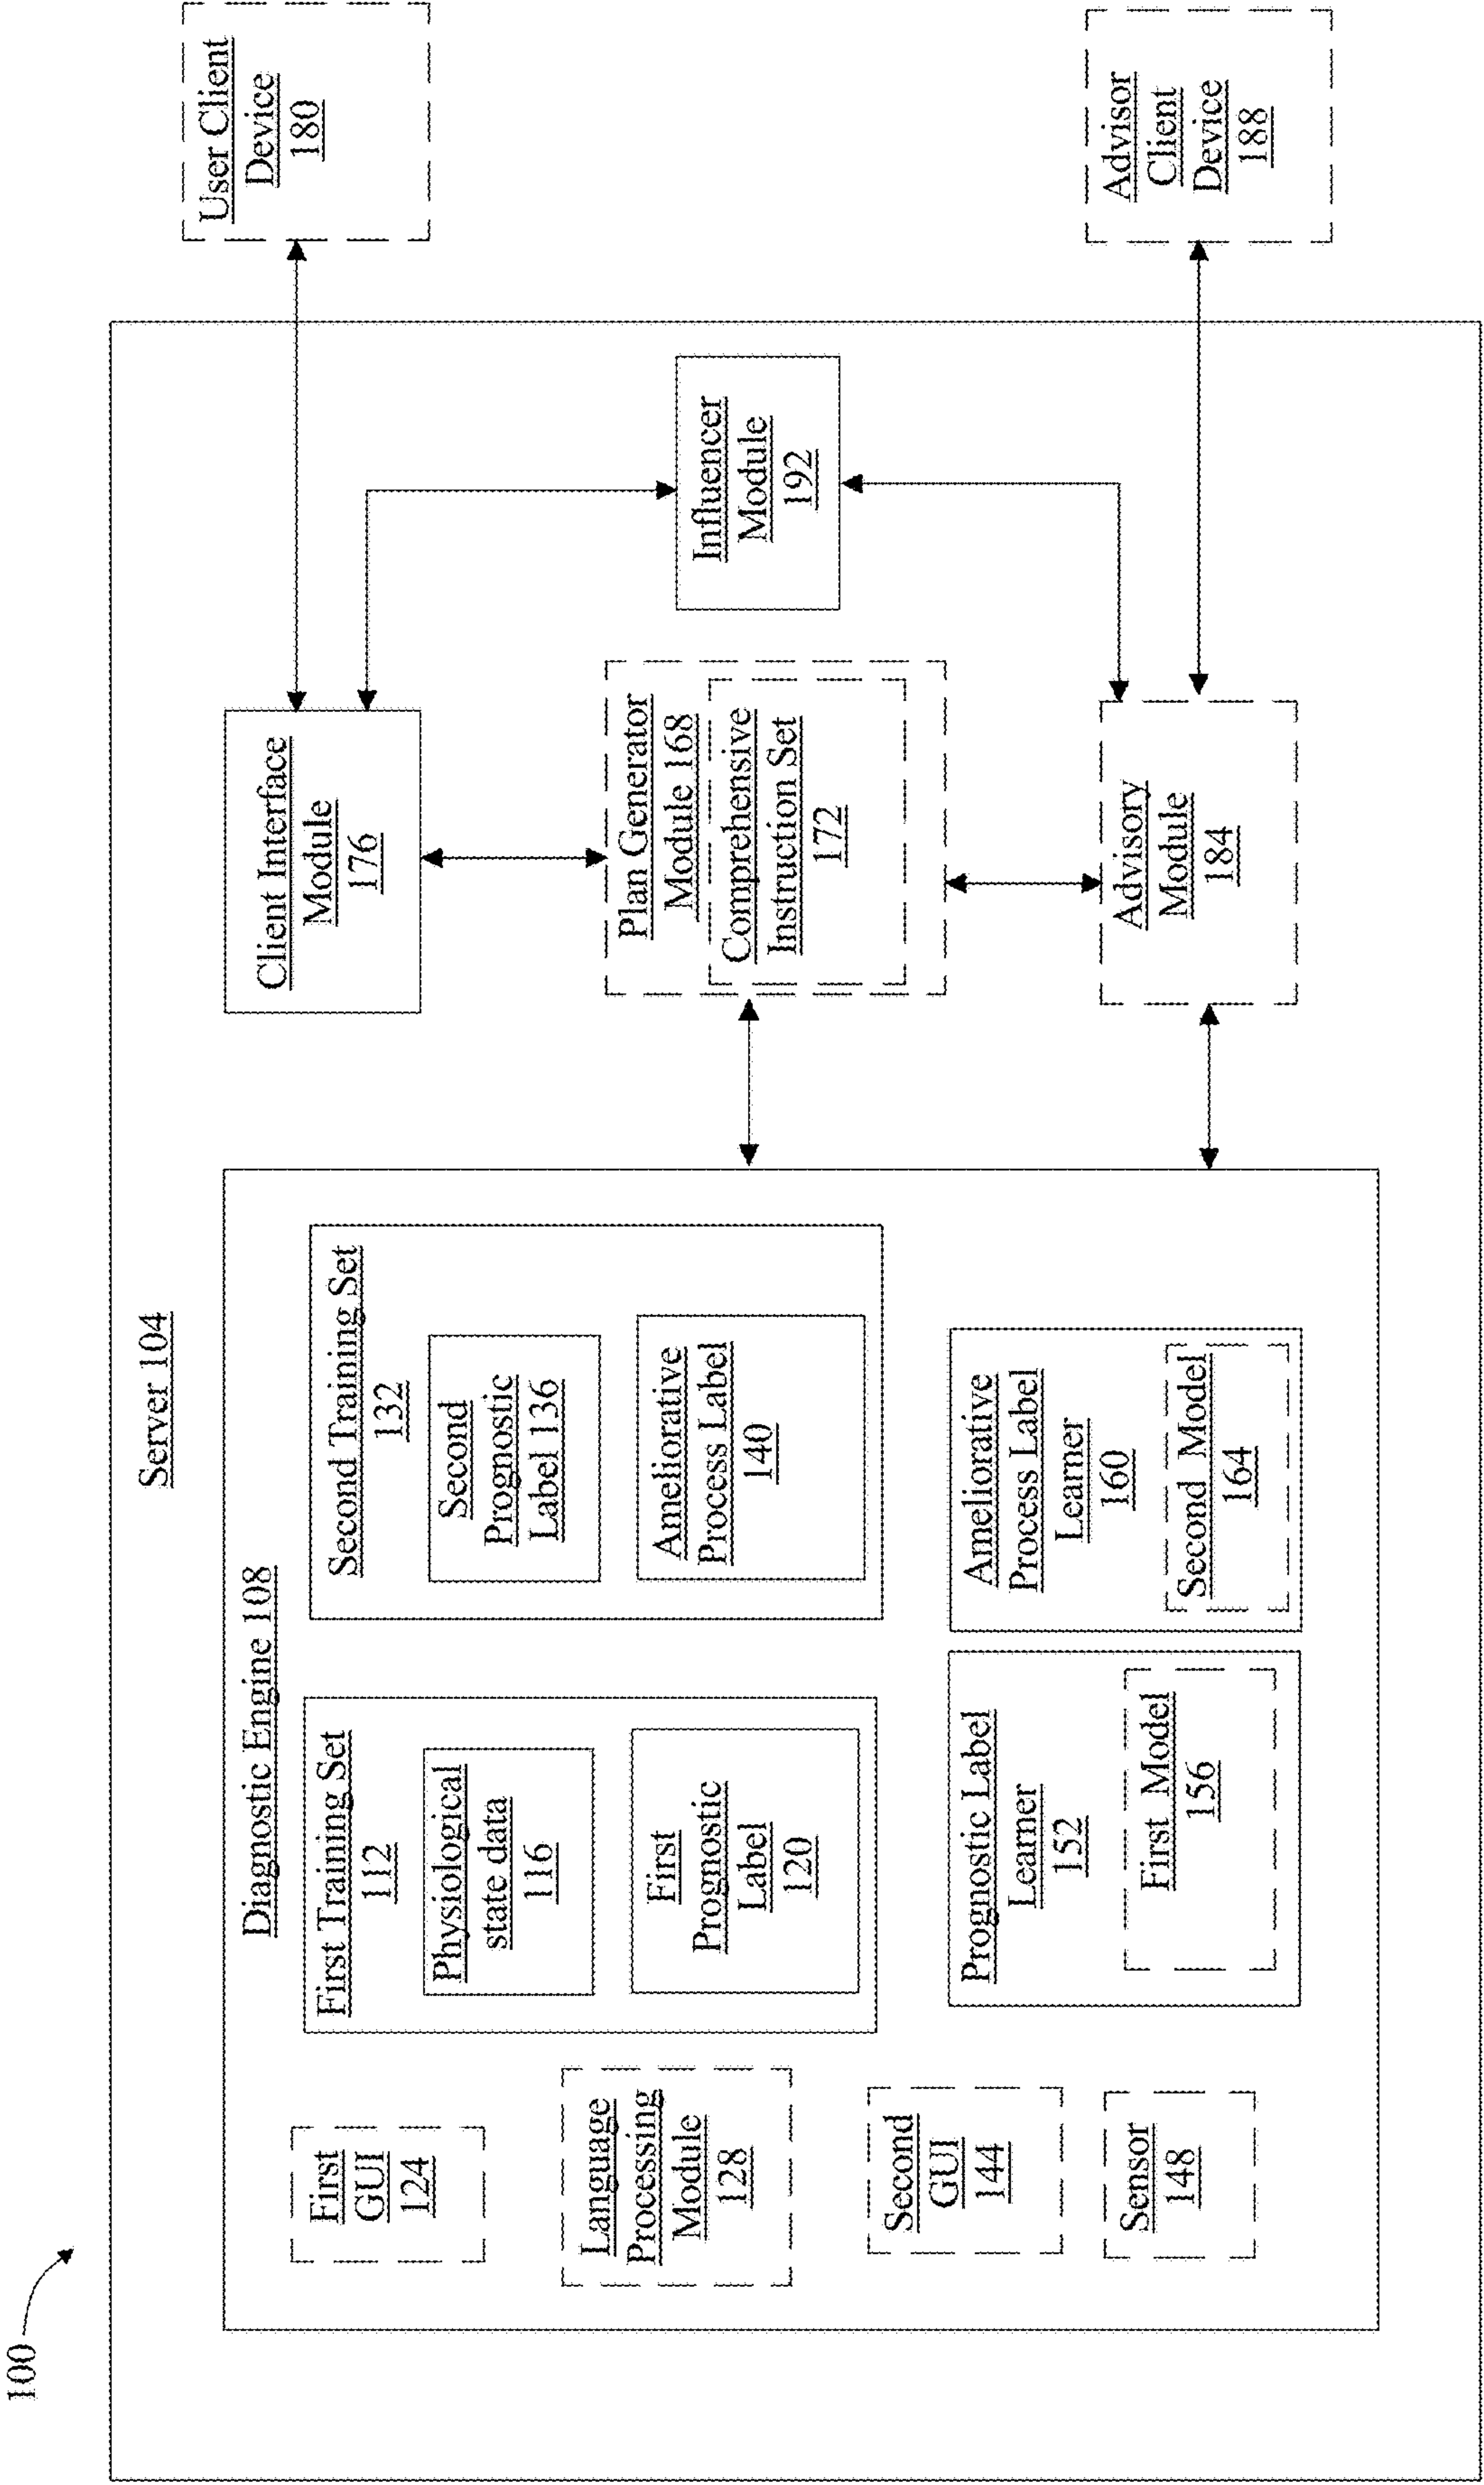 100
Server 104
Diagnostic Engine 108
First
GUI
124
Language
Processing
Module
128
Second
GUI
144
Sensor
148
First Training Set
112
Physiological
state data
116
First
Prognostic
Label
120
Prognostic Label
Learner
152
First Model
156
Second Training Set
132
Second
Prognostic
Label 136
Ameliorative
Process Label
140
Ameliorative
Process Label
Learner
160
Second Model
164
Client Interface
Module
176
Plan Generator
Module 168
Comprehensive
Instruction Set
172
Advisory
Module
184
Influencer
Module
192
User Client
Device
180
Advisor
Client
Device
188